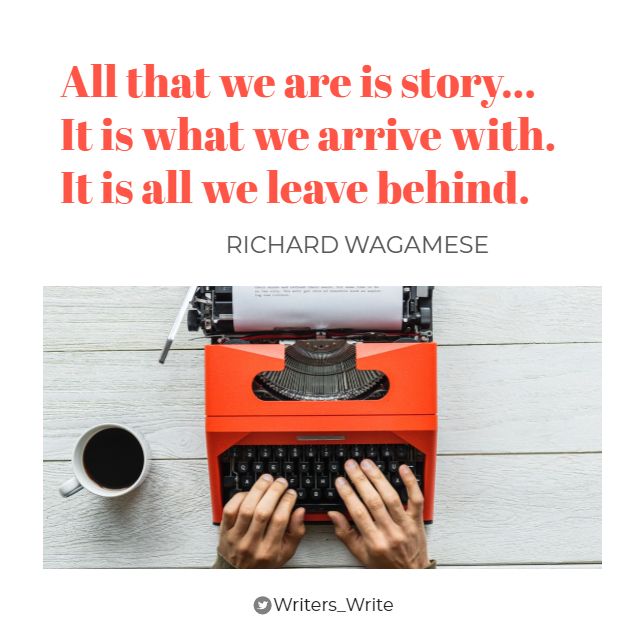 All that we are is story...
It is what we arrive with.
It is all we leave behind.
RICHARD WAGAMESE
Q W E R T Z U
Writers_Write